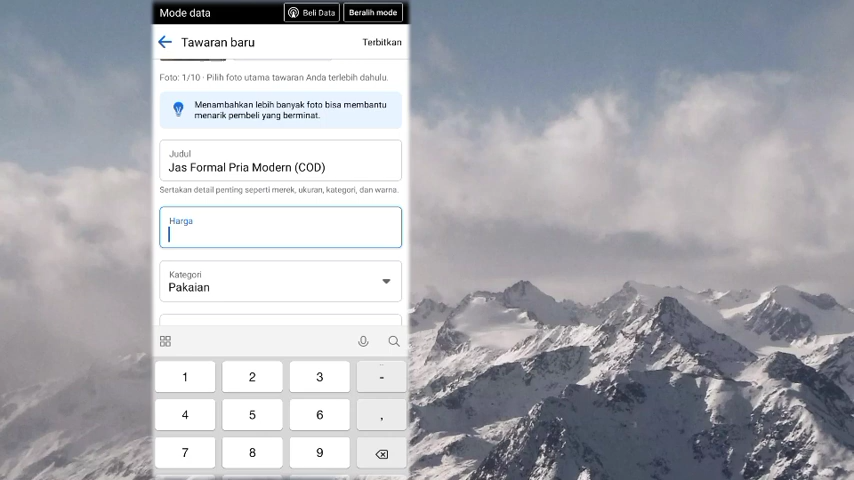 Mode data
Beli Data
Beralih mode
Tawaran baru
Terbitkan
Foto: 1/10 · Pilih foto utama tawaran Anda terlebih dahulu.
Menambahkan lebih banyak foto bisa membantu
menarik pembeli yang berminat.
Judul
Jas Formal Pria Modern (COD)
Sertakan detail penting seperti merek, ukuran, kategori, dan warna.
Harga
Kategori
Pakaian
1 2 3 -
4 5 6 ,
7 8 9